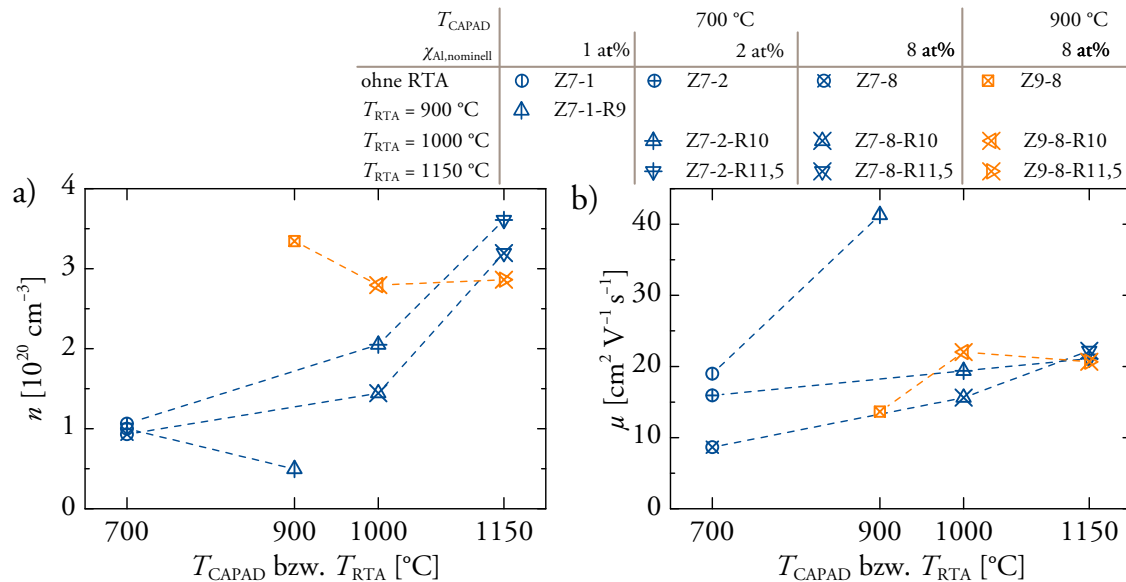 T_CAPAD 700 °C 900 °C
χ_Al,nominell 1 at% 2 at% 8 at% 8 at%
ohne RTA Z7-1 Z7-2 Z7-8 Z9-8
T_RTA = 900 °C Z7-1-R9
T_RTA = 1000 °C Z7-2-R10 Z7-8-R10 Z9-8-R10
T_RTA = 1150 °C Z7-2-R11,5 Z7-8-R11,5 Z9-8-R11,5
a)
4
3
2
1
0
n [10²⁰ cm⁻³]
700 900 1000 1150
T_CAPAD bzw. T_RTA [°C]
b)
40
30
20
10
0
μ [cm² V⁻¹ s⁻¹]
700 900 1000 1150
T_CAPAD bzw. T_RTA [°C]